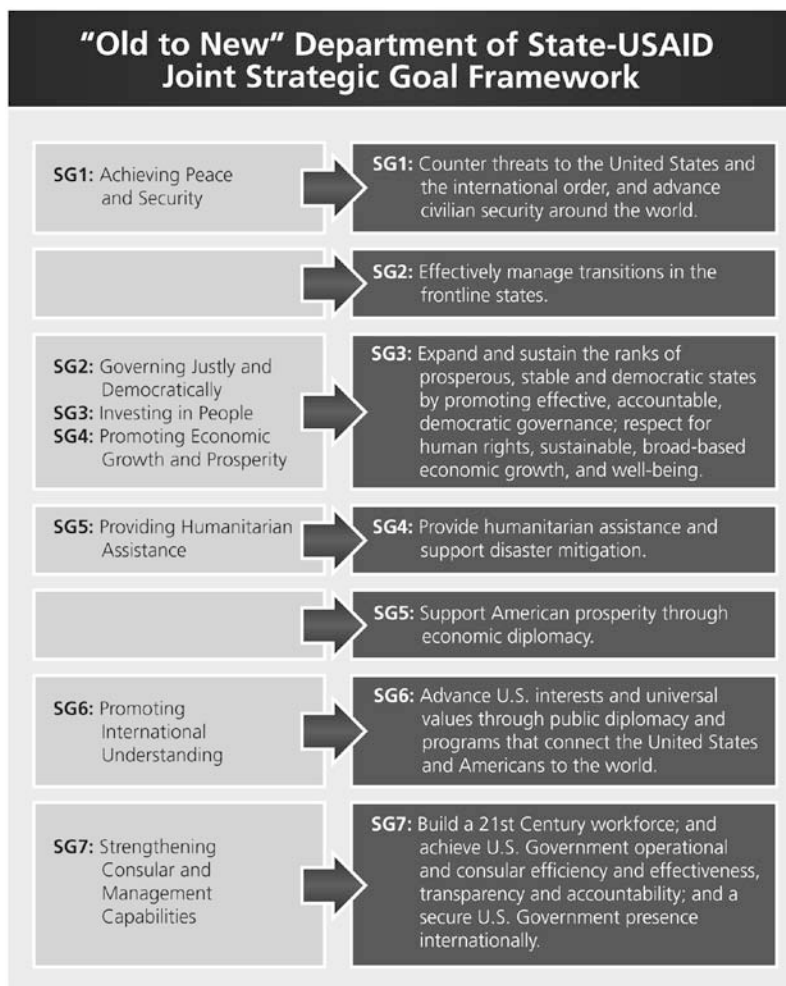 "Old to New" Department of State-USAID
Joint Strategic Goal Framework
SG1: Achieving Peace
and Security
SG1: Counter threats to the United States and
the international order, and advance
civilian security around the world.
SG2: Effectively manage transitions in the
frontline states.
SG2: Governing Justly and
Democratically
SG3: Investing in People
SG4: Promoting Economic
Growth and Prosperity
SG3: Expand and sustain the ranks of
prosperous, stable and democratic states
by promoting effective, accountable,
democratic governance; respect for
human rights, sustainable, broad-based
economic growth, and well-being.
SG5: Providing Humanitarian
Assistance
SG4: Provide humanitarian assistance and
support disaster mitigation.
SG5: Support American prosperity through
economic diplomacy.
SG6: Promoting
International
Understanding
SG6: Advance U.S. interests and universal
values through public diplomacy and
programs that connect the United States
and Americans to the world.
SG7: Strengthening
Consular and
Management
Capabilities
SG7: Build a 21st Century workforce; and
achieve U.S. Government operational
and consular efficiency and effectiveness,
transparency and accountability; and a
secure U.S. Government presence
internationally.